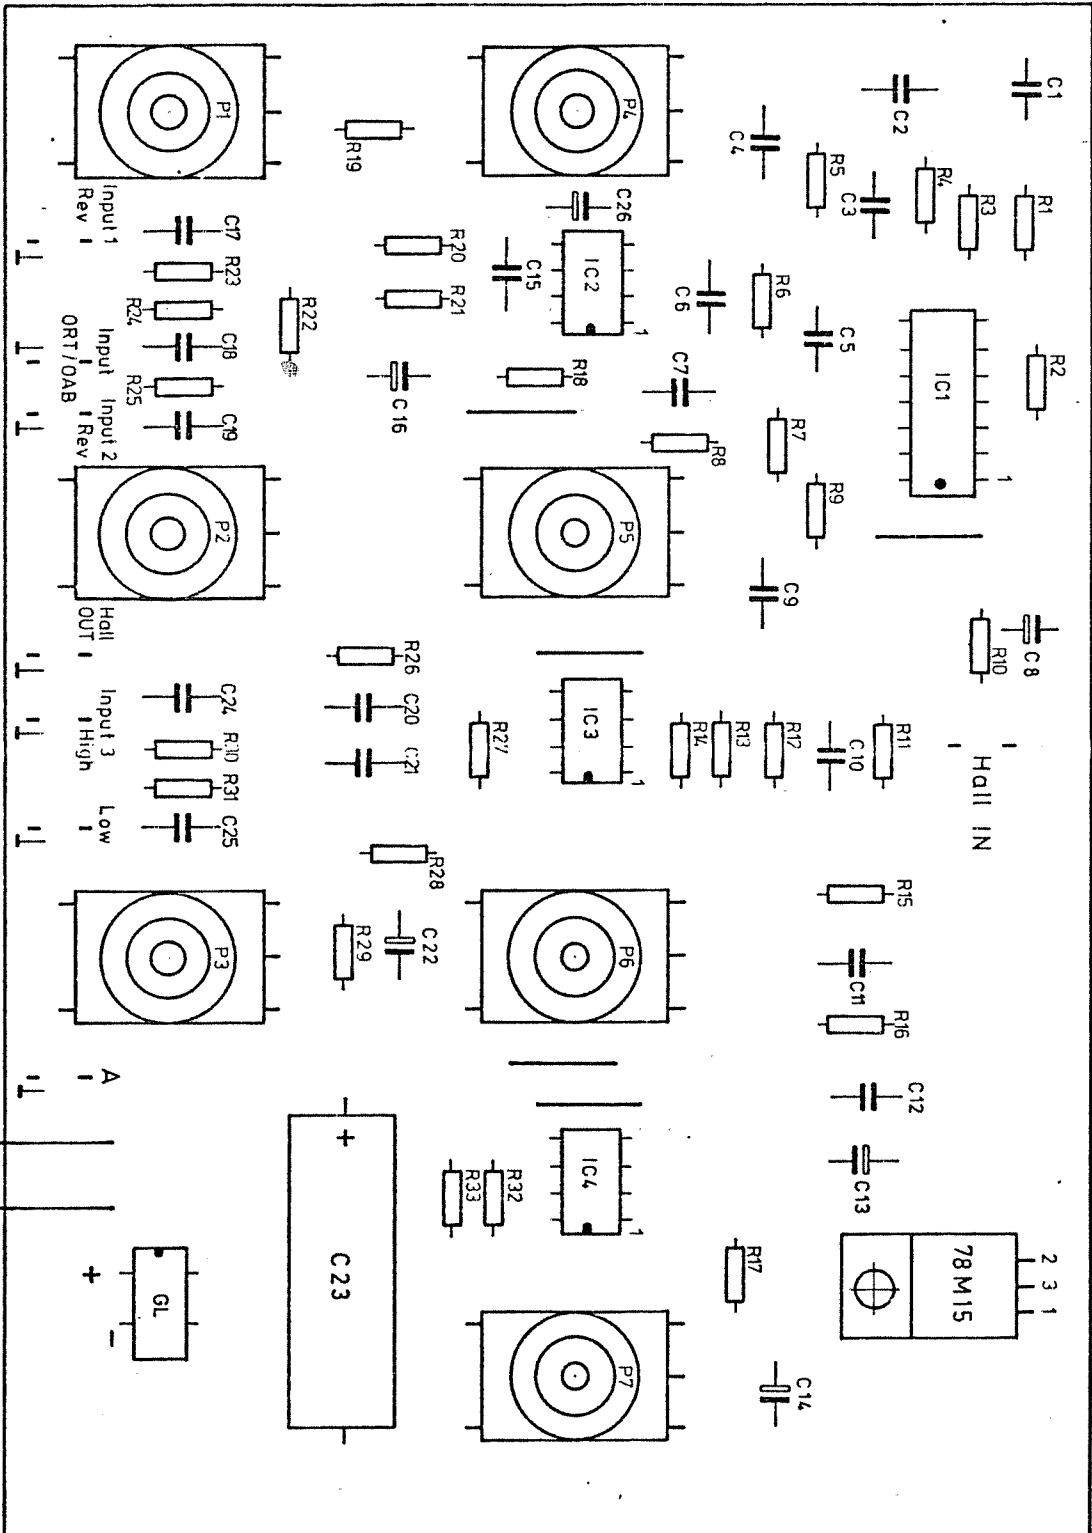 C1
C2
P4
P1
C4
R19
R5
C3
R4
R3
R1
C26
Input 1
Rev
C17
R20
IC2
C15
R23
R21
C6
R6
R24
R22
1
C5
Input
ORT/OAB
C18
R18
C7
IC1
R2
R25
C16
Input 2
Rev
C19
R8
R7
1
R9
P2
P5
C9
Hall
OUT
R26
R10
C8
C24
C20
IC3
R14
R13
R12
C10
R11
Hall IN
Input 3
High
R30
C21
R27
1
R31
Low
C25
R28
R15
P3
R29
C22
P6
C11
R16
A
C12
+
R33
R32
IC4
C13
1
C23
R17
78M15
2
3
1
+
-
GL
P7
C14